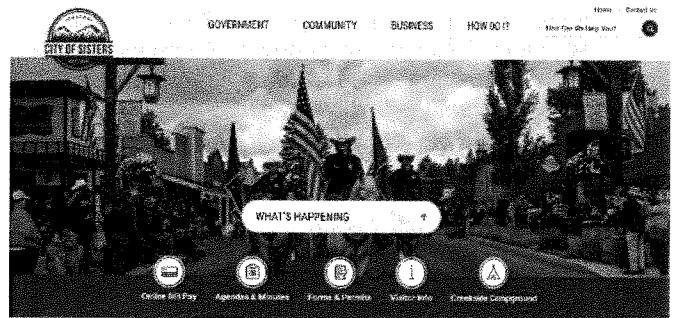 Home Contact Us
GOVERNMENT COMMUNITY BUSINESS HOW DO I?
How Can We Help You?
CITY OF SISTERS
WHAT'S HAPPENING
Online Bill Pay Agendas & Minutes Forms & Permits Visitor Info Creekside Campground